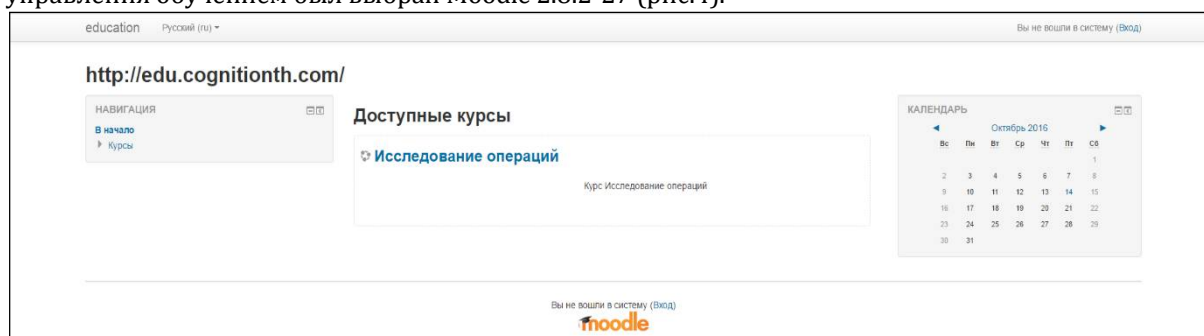 управления обучением был выбран Moodle 2.8.2-27 (рис.1).
education Русский (ru)
Вы не вошли в систему (Вход)
http://edu.cognitionth.com/
НАВИГАЦИЯ
В начало
Курсы
Доступные курсы
Исследование операций
Курс Исследование операций
КАЛЕНДАРЬ
Октябрь 2016
Вс Пн Вт Ср Чт Пт Сб
1
2 3 4 5 6 7 8
9 10 11 12 13 14 15
16 17 18 19 20 21 22
23 24 25 26 27 28 29
30 31
Вы не вошли в систему (Вход)
moodle